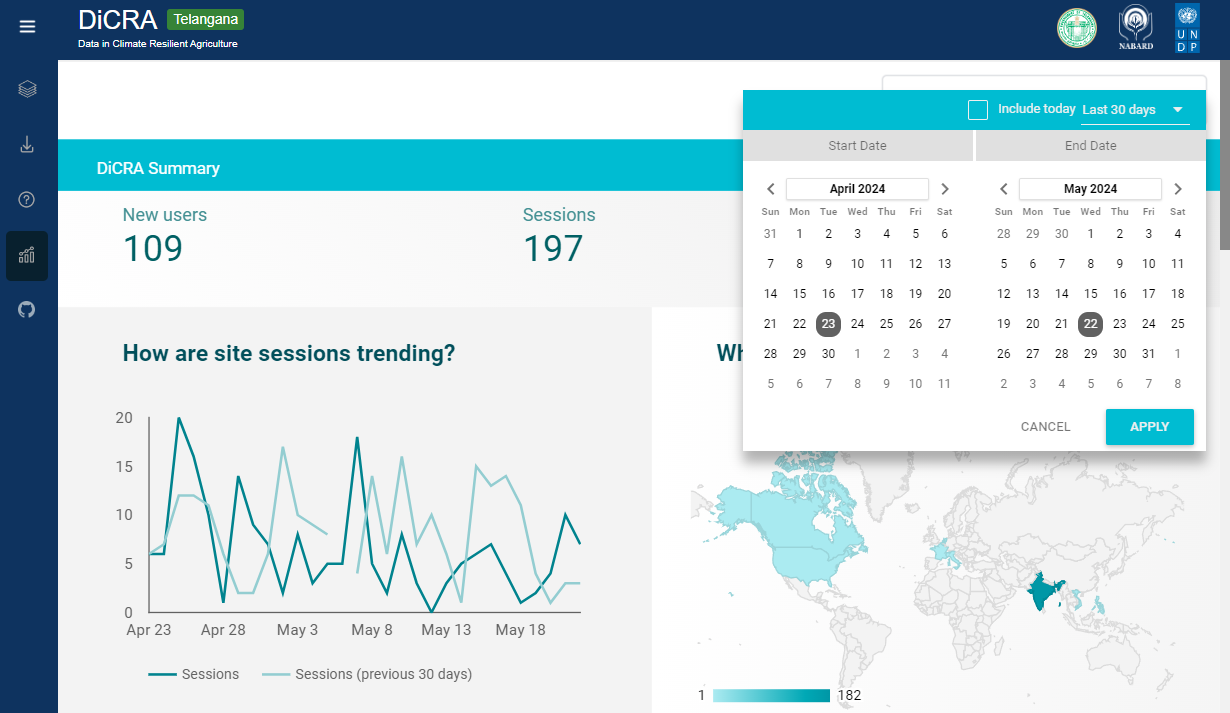 DiCRA Telangana
Data in Climate Resilient Agriculture
NABARD
U N
D P
Include today Last 30 days
Start Date End Date
DiCRA Summary
April 2024 May 2024
Sun Mon Tue Wed Thu Fri Sat Sun Mon Tue Wed Thu Fri Sat
31 1 2 3 4 5 6 28 29 30 1 2 3 4
7 8 9 10 11 12 13 5 6 7 8 9 10 11
14 15 16 17 18 19 20 12 13 14 15 16 17 18
21 22 23 24 25 26 27 19 20 21 22 23 24 25
28 29 30 1 2 3 4 26 27 28 29 30 31 1
5 6 7 8 9 10 11 2 3 4 5 6 7 8
CANCEL APPLY
New users Sessions
109 197
How are site sessions trending?
20
15
10
5
0
Apr 23 Apr 28 May 3 May 8 May 13 May 18
Sessions Sessions (previous 30 days)
1 182